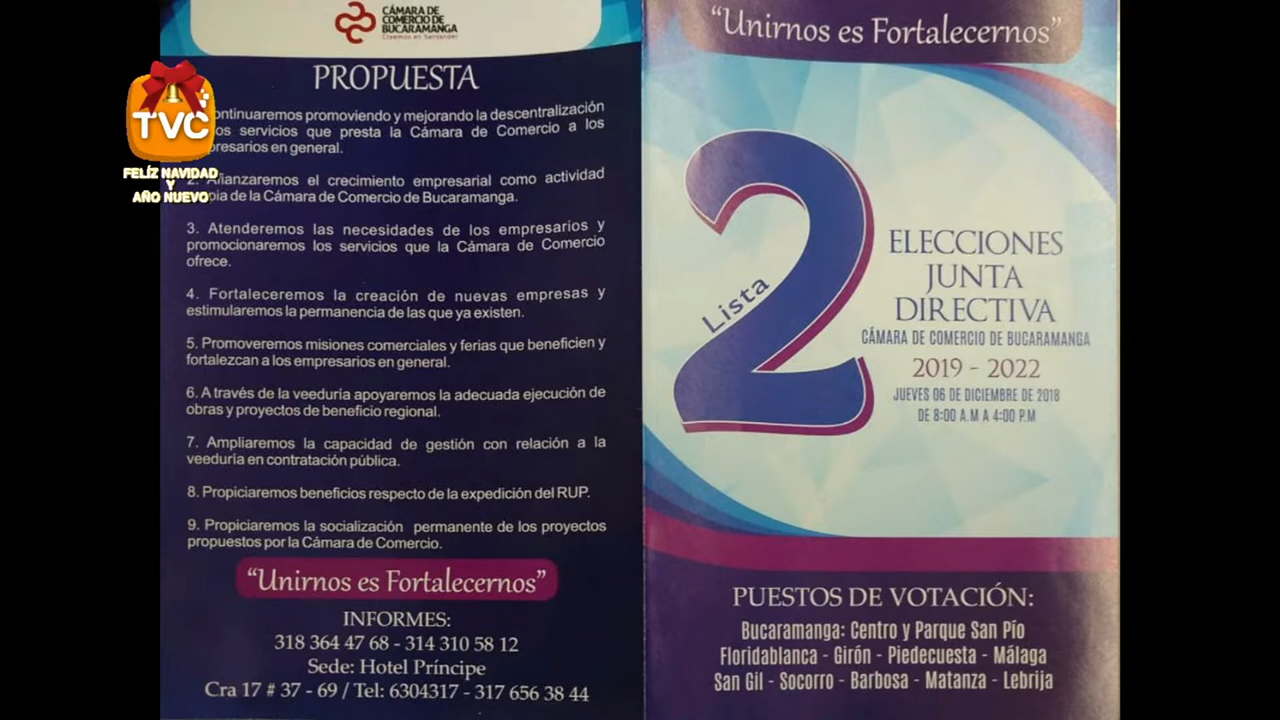 CÁMARA DE
COMERCIO DE
BUCARAMANGA
Creemos en Santander
PROPUESTA
ontinuaremos promoviendo y mejorando la descentralización
os servicios que presta la Cámara de Comercio a los
presarios en general.
2. Afianzaremos el crecimiento empresarial como actividad
pia de la Cámara de Comercio de Bucaramanga.
3. Atenderemos las necesidades de los empresarios y
promocionaremos los servicios que la Cámara de Comercio
ofrece.
4. Fortaleceremos la creación de nuevas empresas y
estimularemos la permanencia de las que ya existen.
5. Promoveremos misiones comerciales y ferias que beneficien y
fortalezcan a los empresarios en general.
6. A través de la veeduría apoyaremos la adecuada ejecución de
obras y proyectos de beneficio regional.
7. Ampliaremos la capacidad de gestión con relación a la
veeduría en contratación pública.
8. Propiciaremos beneficios respecto de la expedición del RUP.
9. Propiciaremos la socialización permanente de los proyectos
propuestos por la Cámara de Comercio.
“Unirnos es Fortalecernos”
INFORMES:
318 364 47 68 - 314 310 58 12
Sede: Hotel Príncipe
Cra 17 # 37 - 69 / Tel: 6304317 - 317 656 38 44
TVC
FELÍZ NAVIDAD
Y
AÑO NUEVO
“Unirnos es Fortalecernos”
Lista
2
ELECCIONES
JUNTA
DIRECTIVA
CÁMARA DE COMERCIO DE BUCARAMANGA
2019 - 2022
JUEVES 06 DE DICIEMBRE DE 2018
DE 8:00 A.M A 4:00 P.M
PUESTOS DE VOTACIÓN:
Bucaramanga: Centro y Parque San Pío
Floridablanca - Girón - Piedecuesta - Málaga
San Gil - Socorro - Barbosa - Matanza - Lebrija